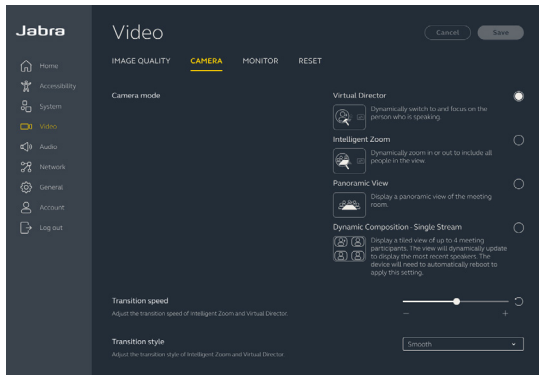 Jabra
Video
Cancel
Save
IMAGE QUALITY CAMERA MONITOR RESET
Home
Accessibility
System
Video
Audio
Network
General
Account
Log out
Camera mode
Virtual Director
Dynamically switch to and focus on the
person who is speaking.
Intelligent Zoom
Dynamically zoom in or out to include all
people in the view.
Panoramic View
Display a panoramic view of the meeting
room.
Dynamic Composition - Single Stream
Display a tiled view of up to 4 meeting
participants. The view will dynamically update
to display the most recent speakers. The
device will need to automatically reboot to
apply this setting.
Transition speed
Adjust the transition speed of Intelligent Zoom and Virtual Director.
− +
Transition style
Adjust the transition style of Intelligent Zoom and Virtual Director
Smooth